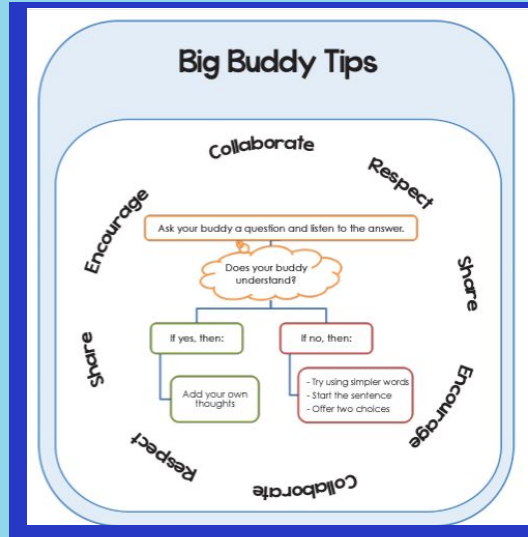 Big Buddy Tips
Collaborate
Respect
Share
Encourage
Collaborate
Respect
Share
Encourage
Ask your buddy a question and listen to the answer.
Does your buddy
understand?
If yes, then:
If no, then:
Add your own
thoughts
- Try using simpler words
- Start the sentence
- Offer two choices